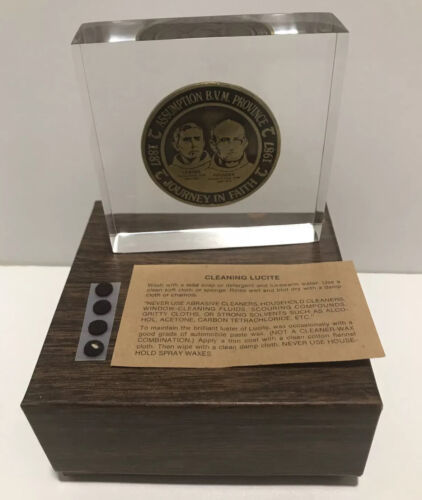 ASSUMPTION B.V.M. PROVINCE
1887
1987
FOUNDER
JOURNEY IN FAITH
CLEANING LUCITE
Wash with a mild soap or detergent and lukewarm water. Use a
clean soft cloth or sponge. Rinse well and blot dry with a damp
cloth or chamois.
"NEVER USE ABRASIVE CLEANERS, HOUSEHOLD CLEANERS,
WINDOW-CLEANING FLUIDS, SCOURING COMPOUNDS,
GRITTY CLOTHS, OR STRONG SOLVENTS SUCH AS ALCO-
HOL, ACETONE, CARBON TETRACHLORIDE, ETC."
To maintain the brilliant luster of Lucite, wax occasionally with a
good grade of automobile paste wax. (NOT A CLEANER-WAX
COMBINATION.) Apply a thin coat with a clean cotton flannel
cloth. Then wipe with a clean damp cloth. NEVER USE HOUSE-
HOLD SPRAY WAXES.